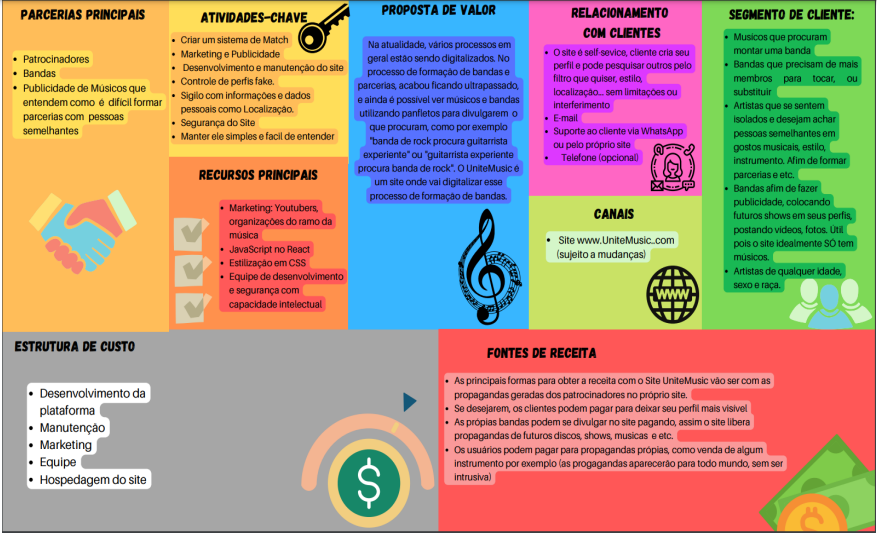 PARCERIAS PRINCIPAIS
• Patrocinadores
• Bandas
• Publicidade de Músicos que
entendem como é difícil formar
parcerias com pessoas
semelhantes
ATIVIDADES-CHAVE
• Criar um sistema de Match
• Marketing e Publicidade
• Desenvolvimento e manutenção do site
• Controle de perfis fake.
• Sigilo com informações e dados
pessoais como Localização.
• Segurança do Site
• Manter ele simples e facil de entender
RECURSOS PRINCIPAIS
• Marketing: Youtubers,
organizações do ramo da
música
• JavaScript no React
• Estilização em CSS
• Equipe de desenvolvimento
e segurança com
capacidade intelectual
PROPOSTA DE VALOR
Na atualidade, vários processos em
geral estão sendo digitalizados. No
processo de formação de bandas e
parcerias, acabou ficando ultrapassado,
e ainda é possivel ver músicos e bandas
utilizando panfletos para divulgarem o
que procuram, como por exemplo
"banda de rock procura guitarrista
experiente" ou "guitarrista experiente
procura banda de rock". O UniteMusic é
um site onde vai digitalizar esse
processo de formação de bandas.
RELACIONAMENTO
COM CLIENTES
• O site é self-sevice, cliente cria seu
perfil e pode pesquisar outros pelo
filtro que quiser, estilo,
localização... sem limitações ou
interferimento
• E-mail
• Suporte ao cliente via WhatsApp
ou pelo próprio site
• Telefone (opcional)
CANAIS
• Site www.UniteMusic..com
(sujeito a mudanças)
WWW
SEGMENTO DE CLIENTE:
• Musicos que procuram
montar uma banda
• Bandas que precisam de mais
membros para tocar, ou
substituir
• Artistas que se sentem
isolados e desejam achar
pessoas semelhantes em
gostos musicais, estilo,
instrumento. Afim de formar
parcerias e etc.
• Bandas afim de fazer
publicidade, colocando
futuros shows em seus perfis,
postando vídeos, fotos. Útil
pois o site idealmente SÓ tem
músicos.
• Artistas de qualquer idade,
sexo e raça.
ESTRUTURA DE CUSTO
• Desenvolvimento da
plataforma
• Manutenção
• Marketing
• Equipe
• Hospedagem do site
$
FONTES DE RECEITA
• As principais formas para obter a receita com o Site UniteMusic vão ser com as
propagandas geradas dos patrocinadores no próprio site.
• Se desejarem, os clientes podem pagar para deixar seu perfil mais visivel
• As própias bandas podem se divulgar no site pagando, assim o site libera
propagandas de futuros discos, shows, musicas e etc.
• Os usuários podem pagar para propagandas própias, como venda de algum
instrumento por exemplo (as progagandas aparecerão para todo mundo, sem ser
intrusiva)